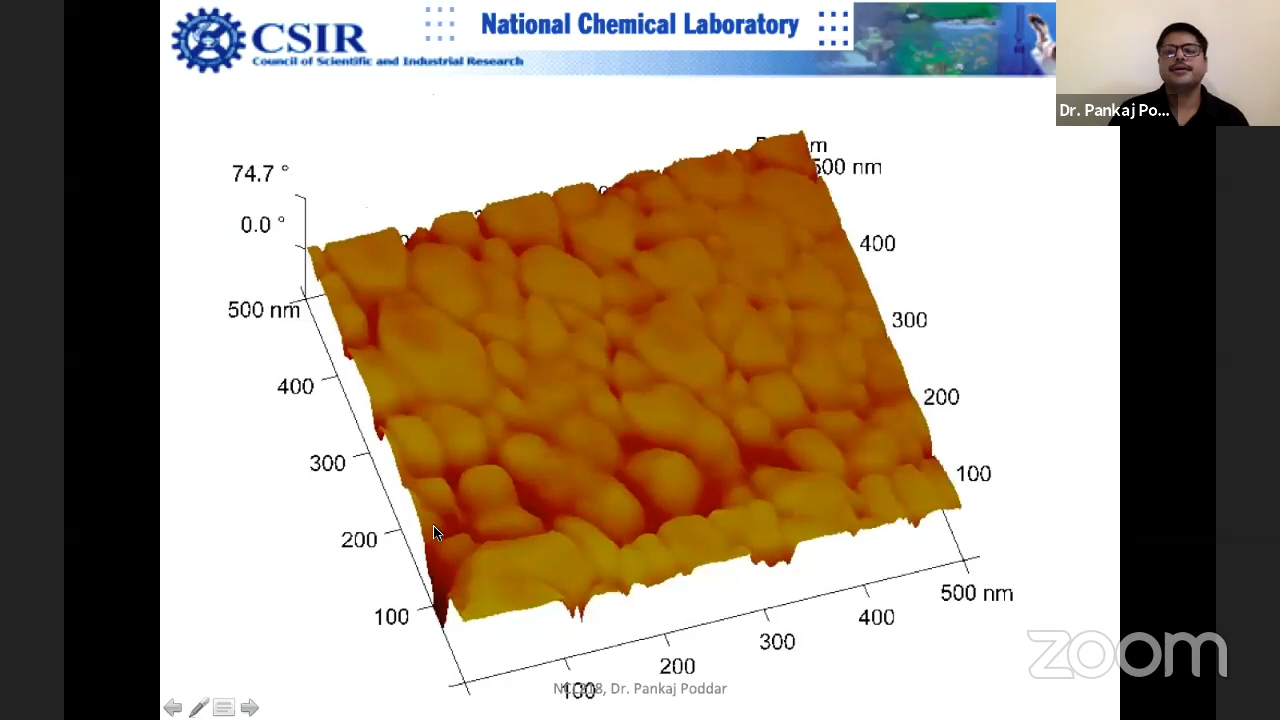 CSIR
Council of Scientific and Industrial Research
National Chemical Laboratory
Dr. Pankaj Po...
74.7 °
0.0 °
500 nm
400
300
200
100
500 nm
400
300
200
100
100
200
300
400
500 nm
Dr. Pankaj Poddar
zoom